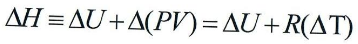 ΔH ≡ ΔU + Δ(PV) = ΔU + R(ΔT)